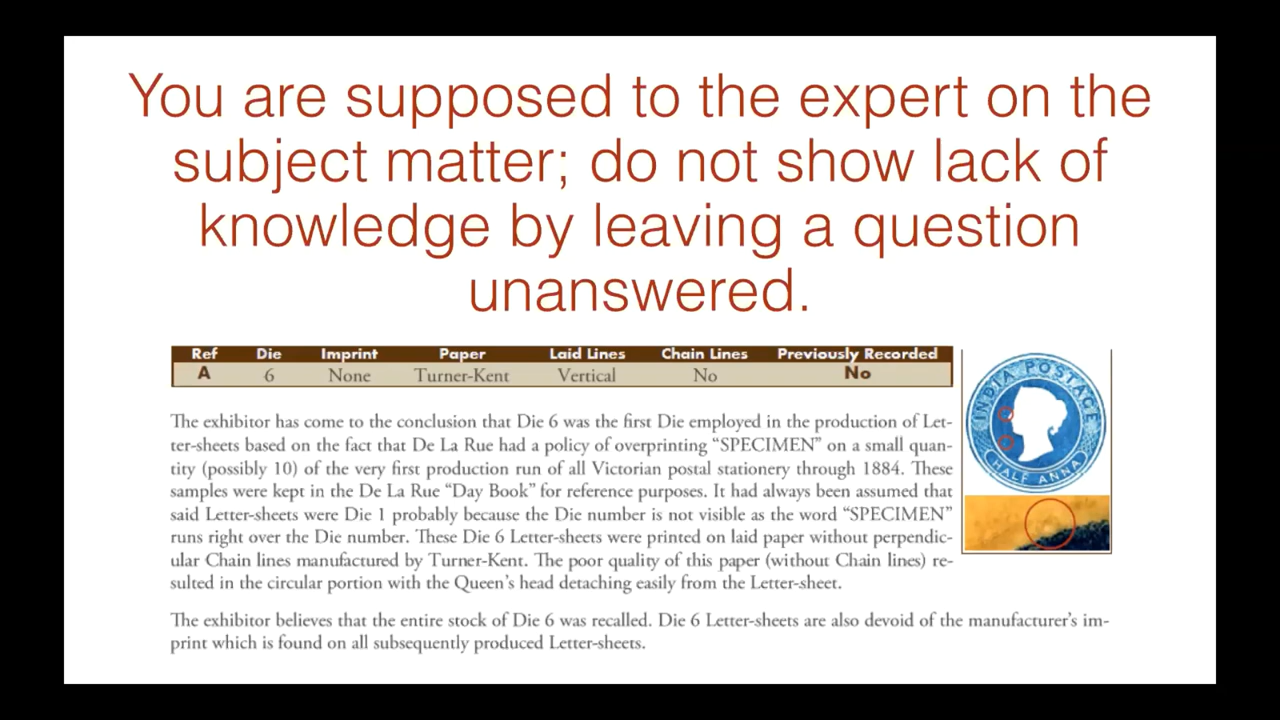 You are supposed to the expert on the
subject matter; do not show lack of
knowledge by leaving a question
unanswered.
Ref Die Imprint Paper Laid Lines Chain Lines Previously Recorded
A 6 None Turner-Kent Vertical No No
INDIA POSTAGE
HALF ANNA
The exhibitor has come to the conclusion that Die 6 was the first Die employed in the production of Let-
ter-sheets based on the fact that De La Rue had a policy of overprinting “SPECIMEN” on a small quan-
tity (possibly 10) of the very first production run of all Victorian postal stationery through 1884. These
samples were kept in the De La Rue “Day Book” for reference purposes. It had always been assumed that
said Letter-sheets were Die 1 probably because the Die number is not visible as the word “SPECIMEN”
runs right over the Die number. These Die 6 Letter-sheets were printed on laid paper without perpendic-
ular Chain lines manufactured by Turner-Kent. The poor quality of this paper (without Chain lines) re-
sulted in the circular portion with the Queen’s head detaching easily from the Letter-sheet.
The exhibitor believes that the entire stock of Die 6 was recalled. Die 6 Letter-sheets are also devoid of the manufacturer’s im-
print which is found on all subsequently produced Letter-sheets.